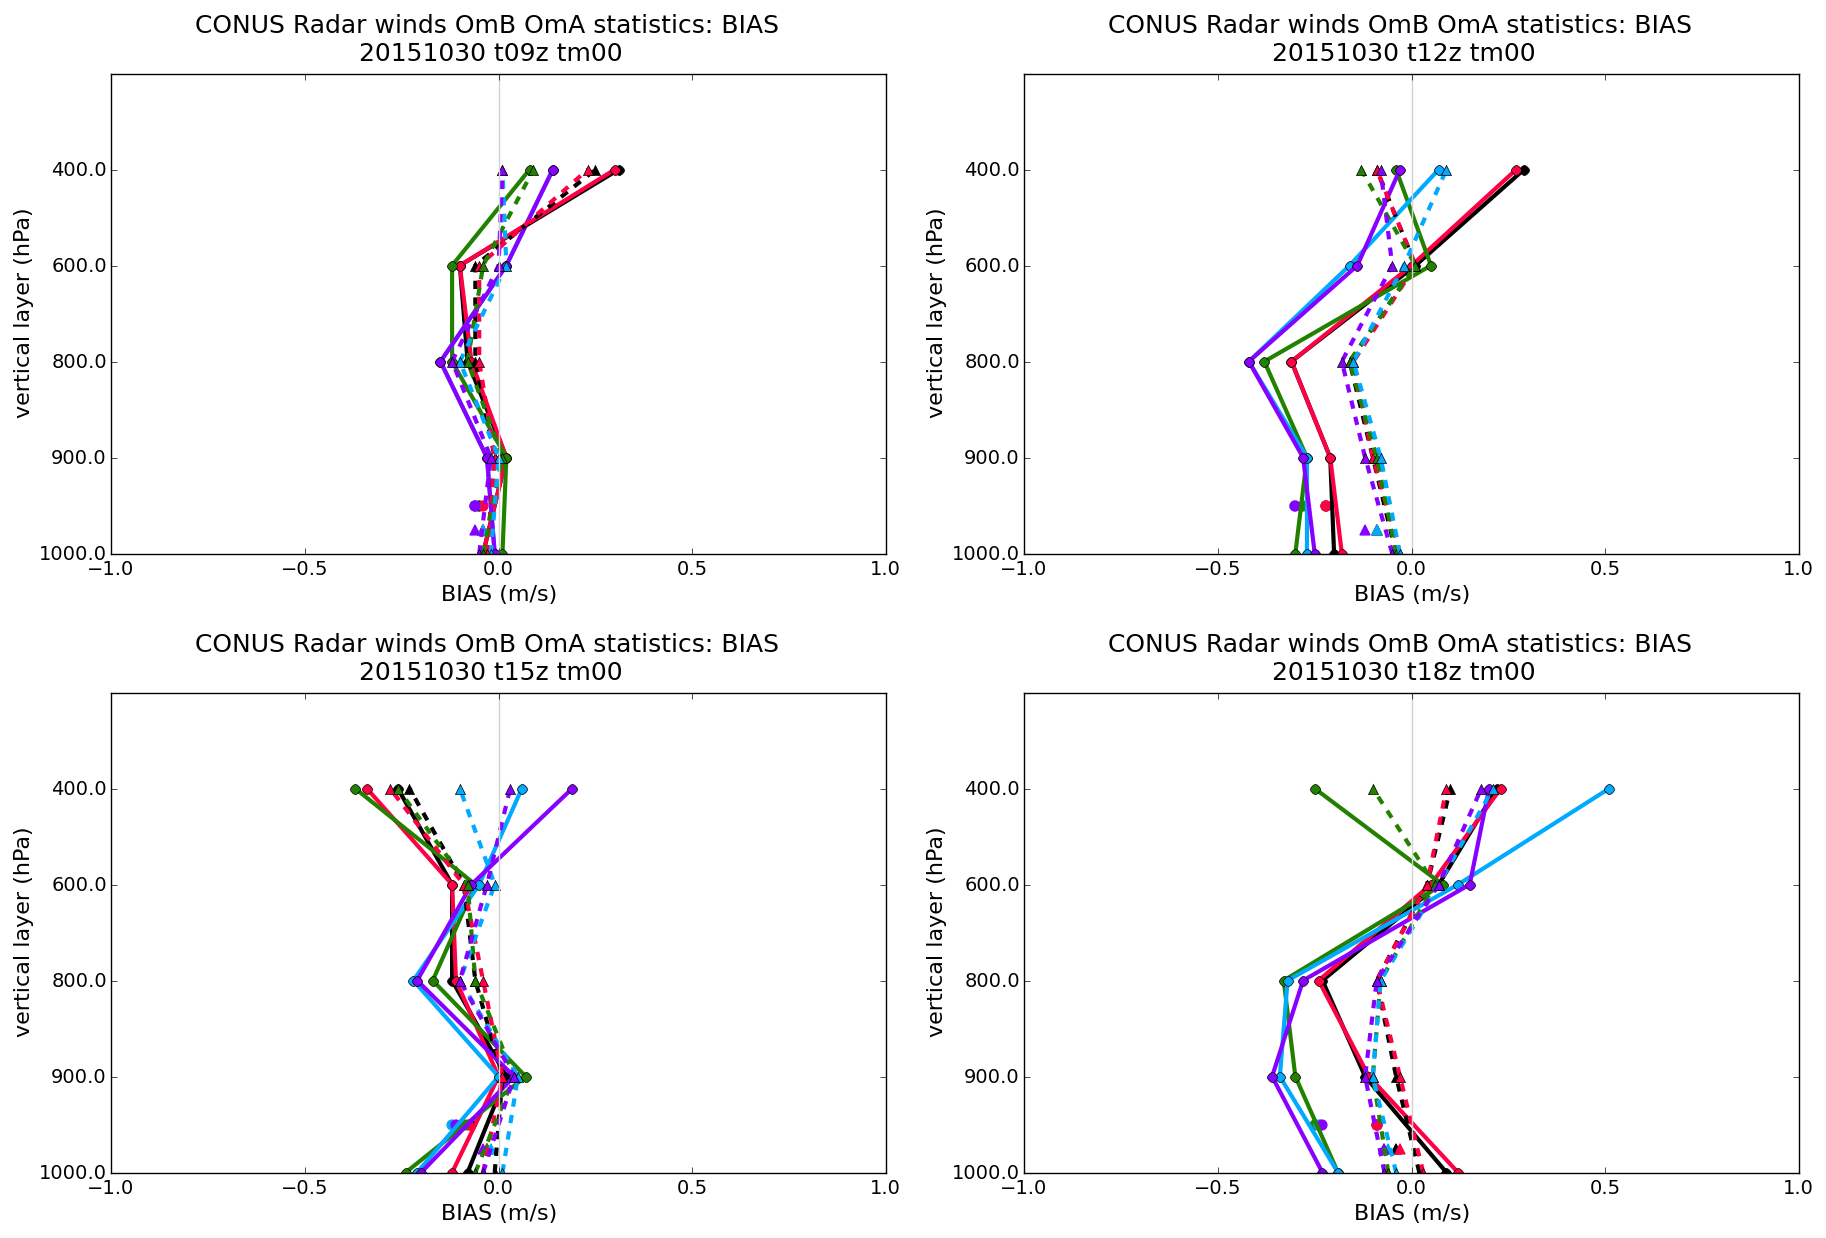 CONUS Radar winds OmB OmA statistics: BIAS
20151030 t09z tm00
vertical layer (hPa)
400.0
600.0
800.0
900.0
1000.0
−1.0 −0.5 0.0 0.5 1.0
BIAS (m/s)
CONUS Radar winds OmB OmA statistics: BIAS
20151030 t12z tm00
vertical layer (hPa)
400.0
600.0
800.0
900.0
1000.0
−1.0 −0.5 0.0 0.5 1.0
BIAS (m/s)
CONUS Radar winds OmB OmA statistics: BIAS
20151030 t15z tm00
vertical layer (hPa)
400.0
600.0
800.0
900.0
1000.0
−1.0 −0.5 0.0 0.5 1.0
BIAS (m/s)
CONUS Radar winds OmB OmA statistics: BIAS
20151030 t18z tm00
vertical layer (hPa)
400.0
600.0
800.0
900.0
1000.0
−1.0 −0.5 0.0 0.5 1.0
BIAS (m/s)